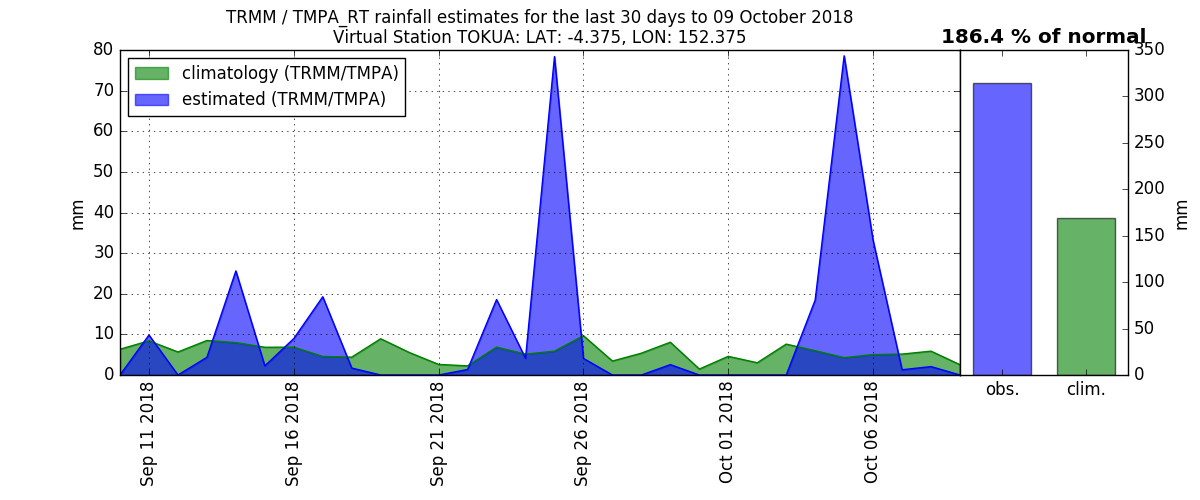 TRMM / TMPA_RT rainfall estimates for the last 30 days to 09 October 2018
Virtual Station TOKUA: LAT: -4.375, LON: 152.375
186.4 % of normal
climatology (TRMM/TMPA)
estimated (TRMM/TMPA)
80
70
60
50
40
30
20
10
0
mm
Sep 11 2018
Sep 16 2018
Sep 21 2018
Sep 26 2018
Oct 01 2018
Oct 06 2018
obs.
clim.
350
300
250
200
150
100
50
0
mm